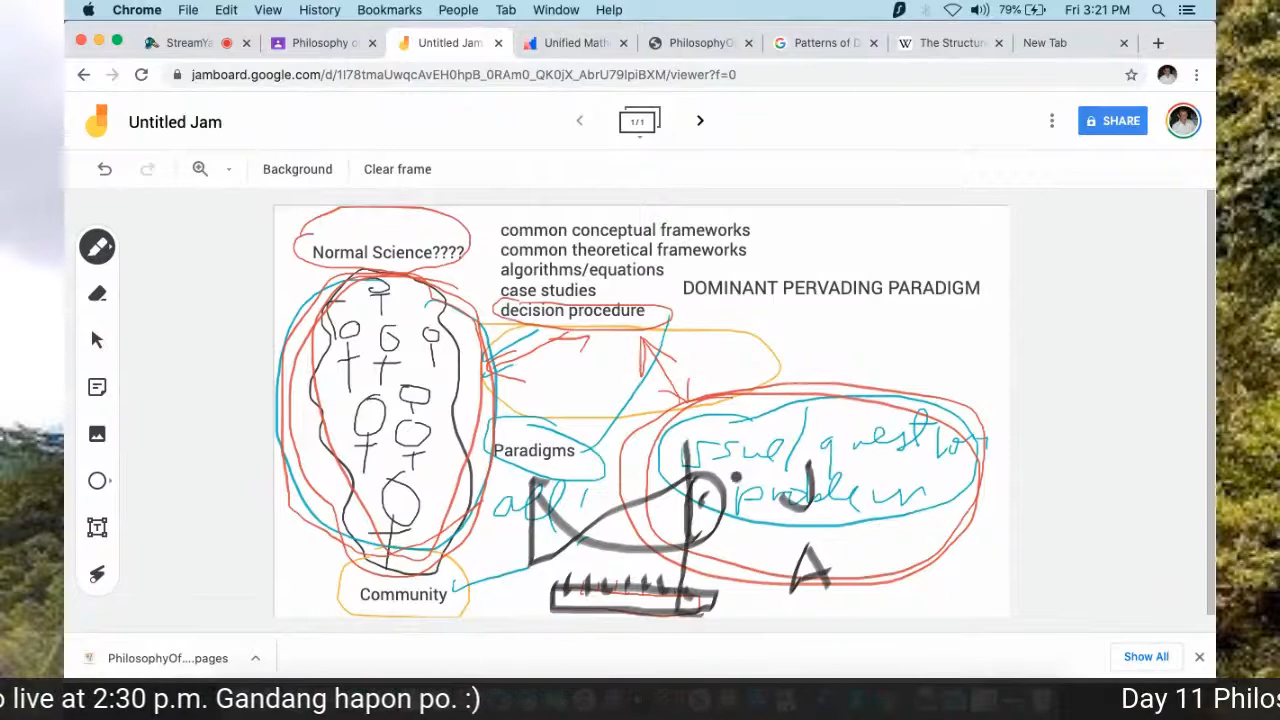 Chrome File Edit View History Bookmarks People Tab Window Help 79% Fri 3:21 PM
StreamYa Philosophy o Untitled Jam Unified Math PhilosophyO Patterns of D The Structur New Tab
jamboard.google.com/d/1l78tmaUwqcAvEH0hpB_0RAm0_QK0jX_AbrU79lpiBXM/viewer?f=0
Untitled Jam 1/1 SHARE
Background Clear frame
Normal Science????
common conceptual frameworks
common theoretical frameworks
algorithms/equations
case studies
decision procedure
DOMINANT PERVADING PARADIGM
Paradigms
issue/question
problem
J
A
Community
PhilosophyOf....pages Show All
o live at 2:30 p.m. Gandang hapon po. :) Day 11 Philos